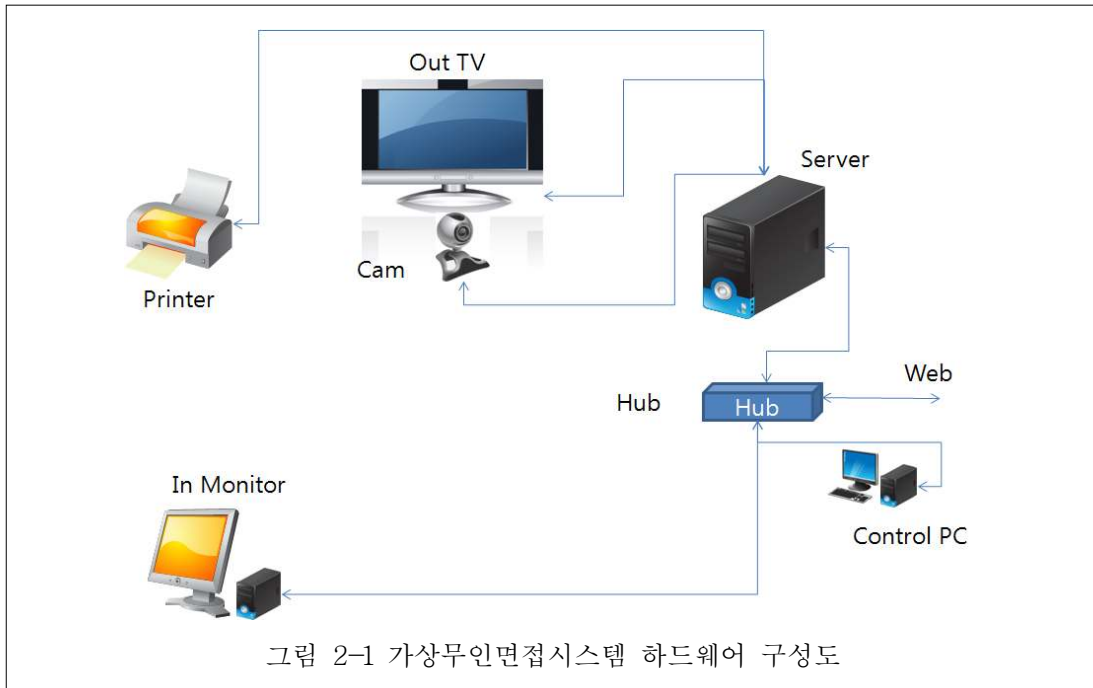 Out TV
Server
Cam
Printer
Web
Hub
Hub
In Monitor
Control PC
그림 2-1 가상무인면접시스템 하드웨어 구성도